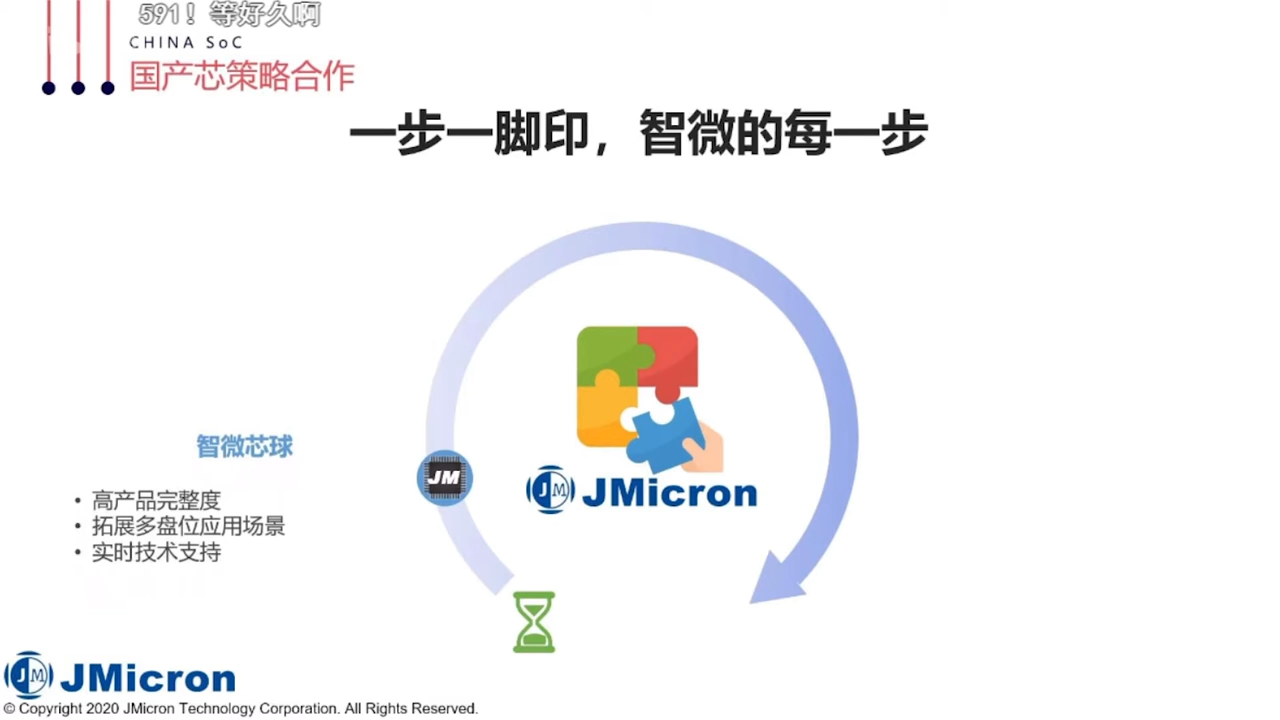 591！等好久啊
CHINA SoC
国产芯策略合作
一步一脚印，智微的每一步
智微芯球
JM
• 高产品完整度
• 拓展多盘位应用场景
• 实时技术支持
JM JMicron
JM JMicron
© Copyright 2020 JMicron Technology Corporation. All Rights Reserved.